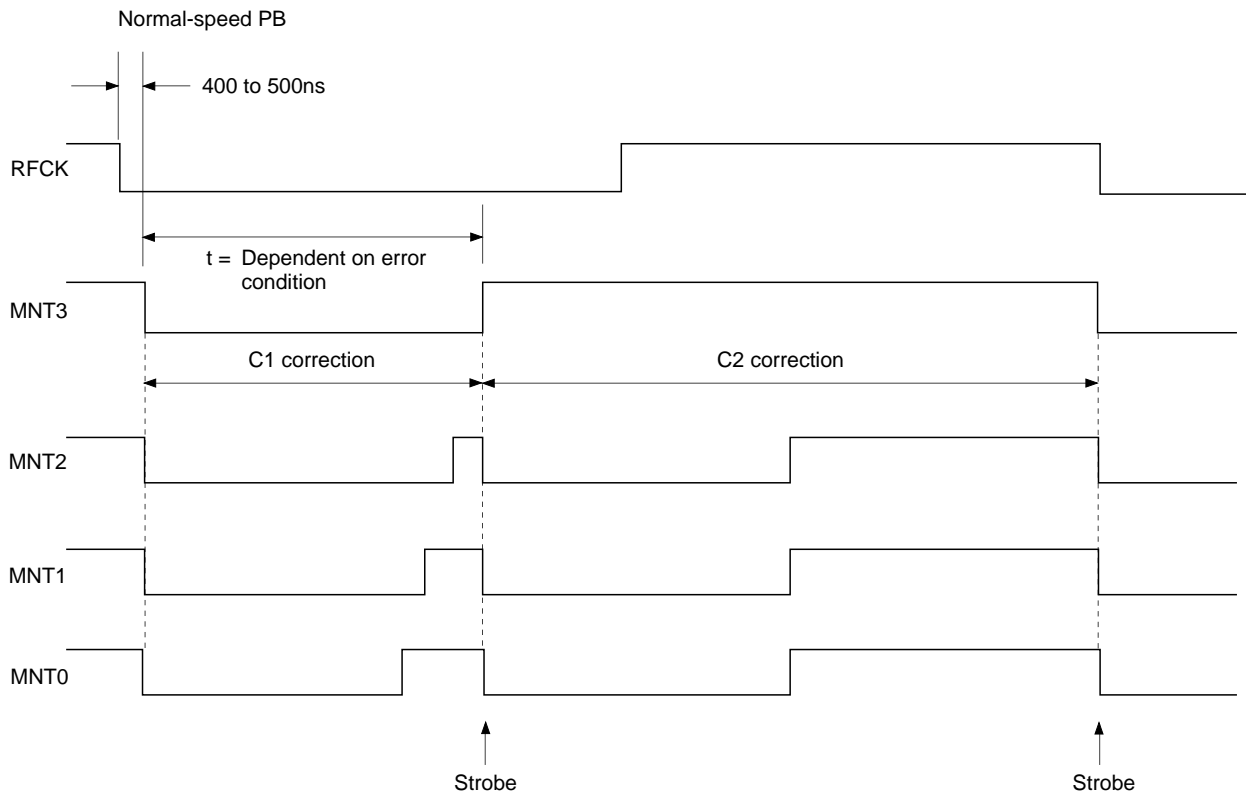 Normal-speed PB
400 to 500ns
RFCK
t = Dependent on error
condition
MNT3
C1 correction
C2 correction
MNT2
MNT1
MNT0
Strobe
Strobe